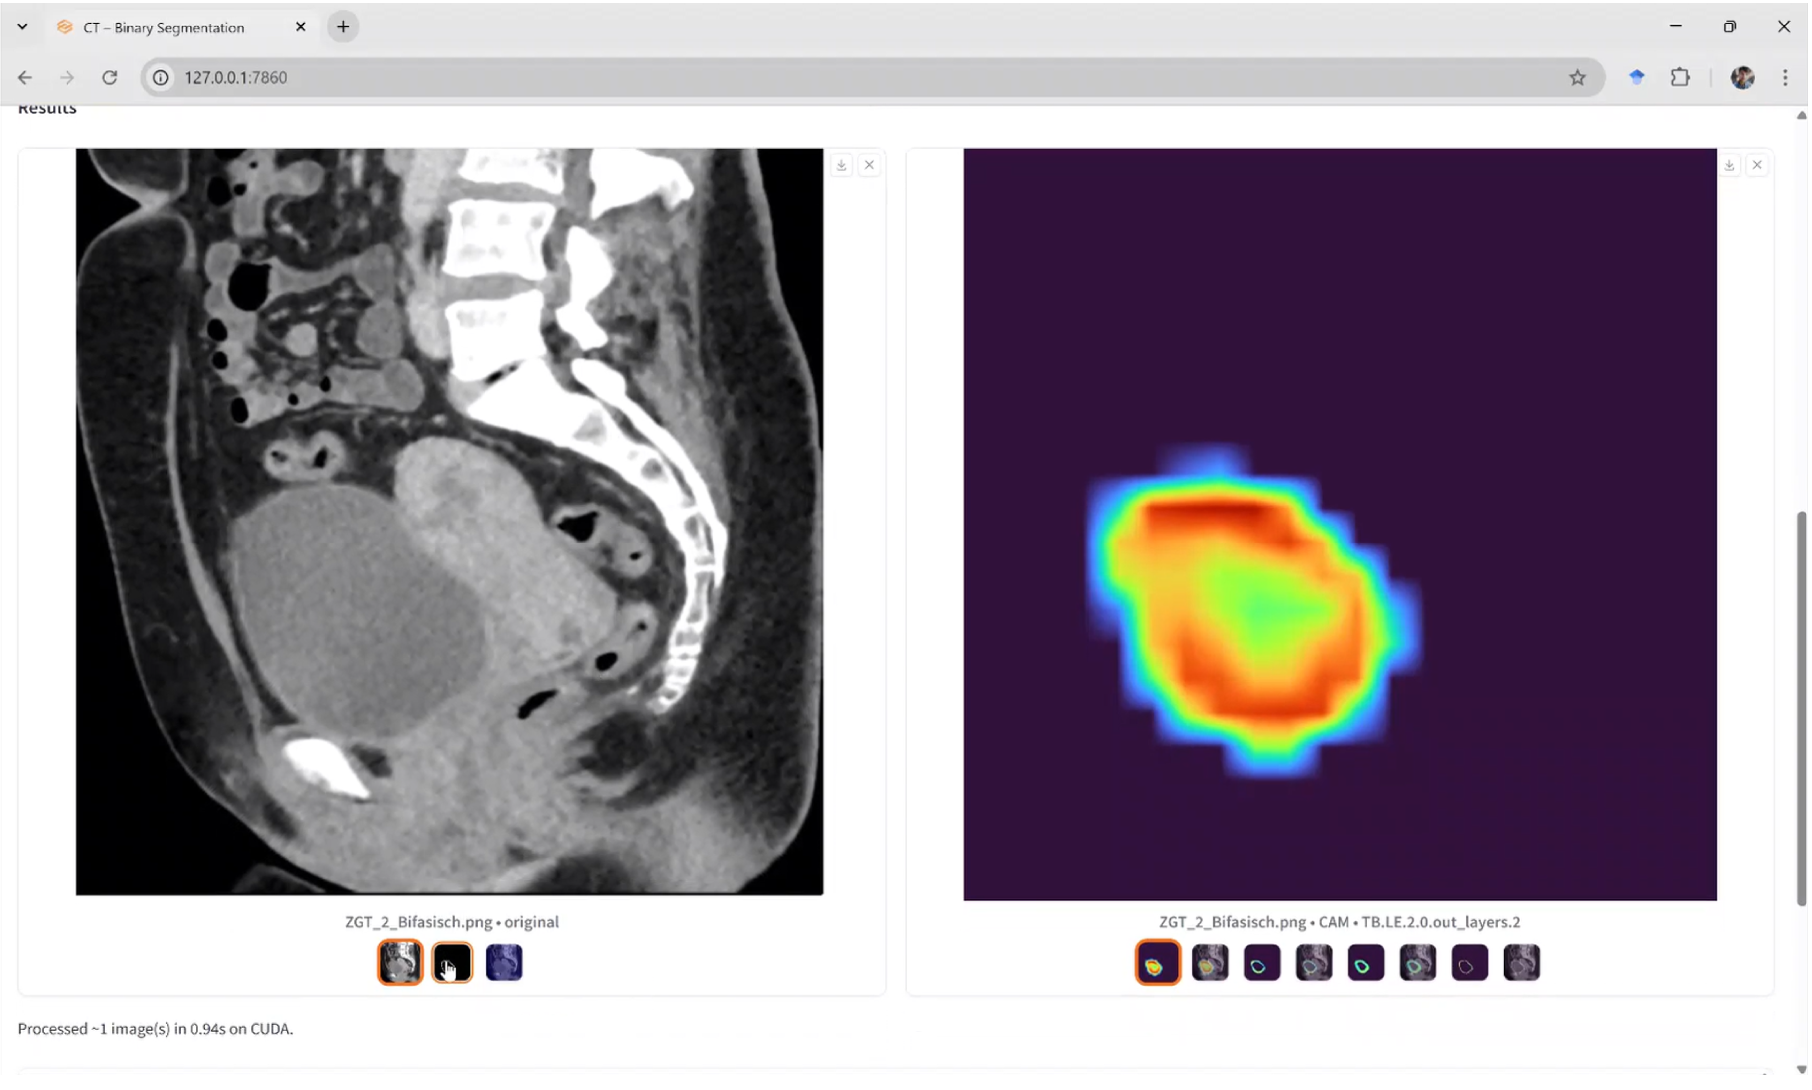 CT – Binary Segmentation
127.0.0.1:7860
Results
ZGT_2_Bifasisch.png • original
ZGT_2_Bifasisch.png • CAM • TB.LE.2.0.out_layers.2
Processed ~1 image(s) in 0.94s on CUDA.